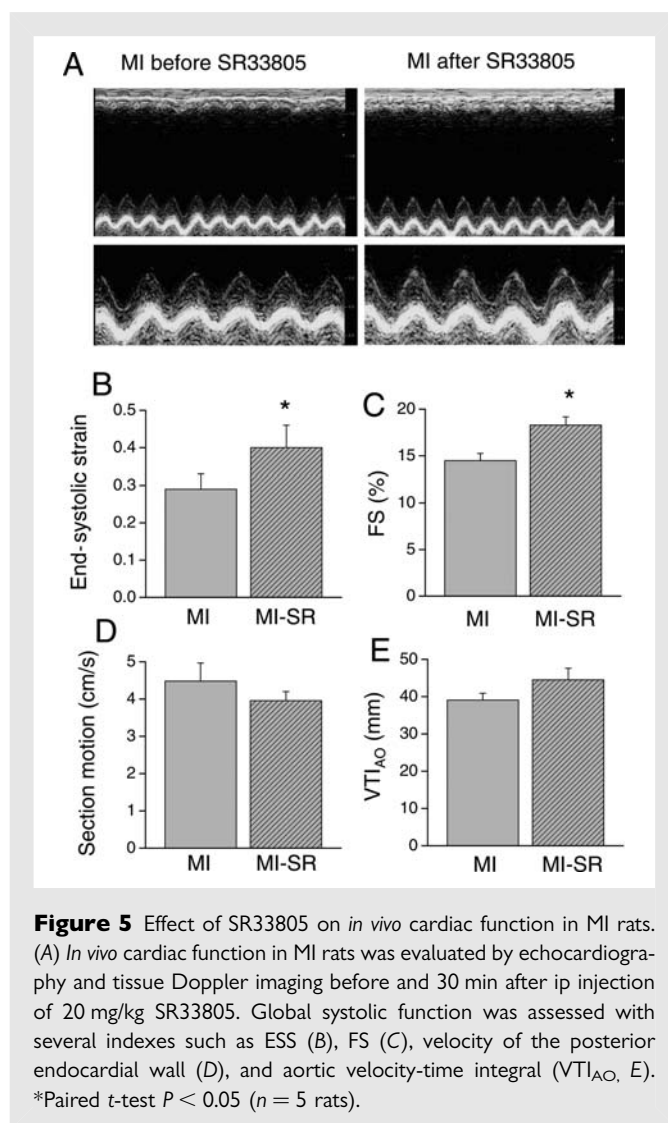 A
MI before SR33805
MI after SR33805
B
End-systolic strain
0.5
0.4
0.3
0.2
0.1
0.0
*
MI
MI-SR
C
FS (%)
20
15
10
5
0
*
MI
MI-SR
D
Section motion (cm/s)
5
4
3
2
1
0
MI
MI-SR
E
VTIAO (mm)
50
40
30
20
10
0
MI
MI-SR
Figure 5 Effect of SR33805 on in vivo cardiac function in MI rats.
(A) In vivo cardiac function in MI rats was evaluated by echocardiogra-
phy and tissue Doppler imaging before and 30 min after ip injection
of 20 mg/kg SR33805. Global systolic function was assessed with
several indexes such as ESS (B), FS (C), velocity of the posterior
endocardial wall (D), and aortic velocity-time integral (VTIAO, E).
*Paired t-test P < 0.05 (n = 5 rats).